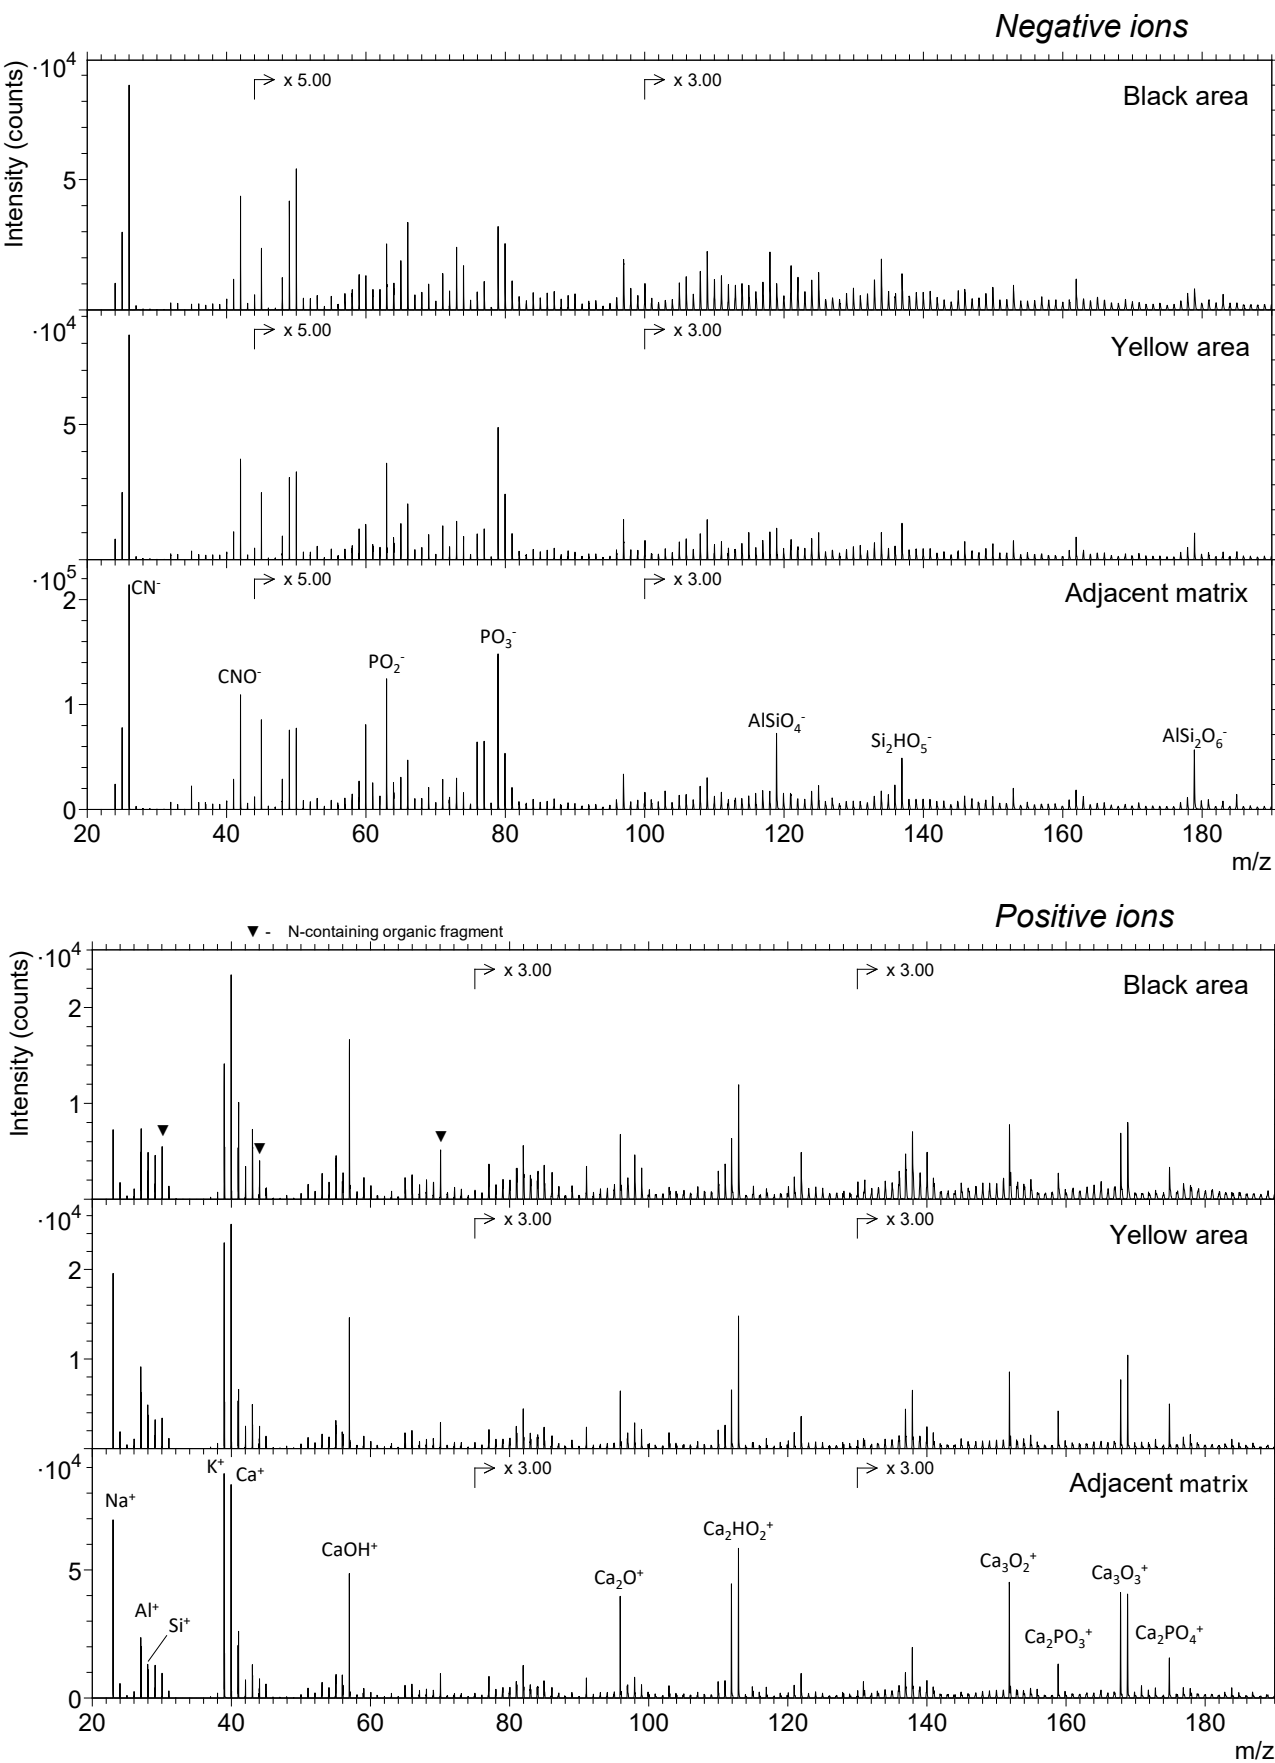 Negative ions
·10⁴
x 5.00
x 3.00
Black area
Intensity (counts)
5
·10⁴
x 5.00
x 3.00
Yellow area
5
·10⁵
x 5.00
x 3.00
Adjacent matrix
CN⁻
2
PO₃⁻
PO₂⁻
CNO⁻
AlSiO₄⁻
Si₂HO₅⁻
AlSi₂O₆⁻
1
0
20 40 60 80 100 120 140 160 180
m/z
Positive ions
▼ - N-containing organic fragment
·10⁴
x 3.00
x 3.00
Black area
Intensity (counts)
2
1
·10⁴
x 3.00
x 3.00
Yellow area
2
1
·10⁴
K⁺
Ca⁺
x 3.00
x 3.00
Adjacent matrix
Na⁺
Ca₂HO₂⁺
CaOH⁺
Ca₃O₂⁺
Ca₃O₃⁺
Ca₂O⁺
5
Al⁺
Si⁺
Ca₂PO₃⁺
Ca₂PO₄⁺
0
20 40 60 80 100 120 140 160 180
m/z